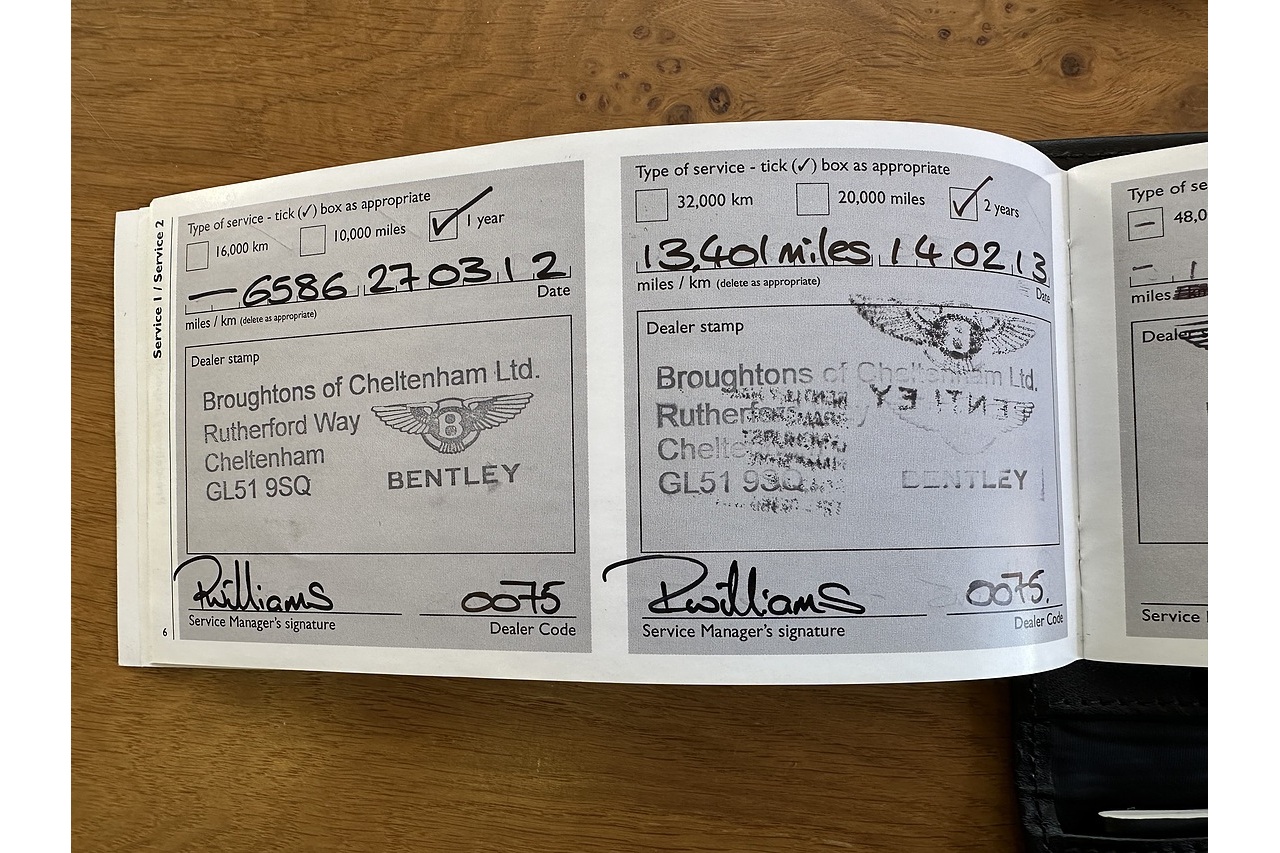 Service 1 / Service 2
Type of service - tick (✓) box as appropriate
16,000 km 10,000 miles ✓ 1 year
— 6586 27 03 12
miles / km (delete as appropriate) Date
Dealer stamp
Broughtons of Cheltenham Ltd.
Rutherford Way
Cheltenham
GL51 9SQ
B
BENTLEY
RWilliams 0075
Service Manager's signature Dealer Code
6
Type of service - tick (✓) box as appropriate
32,000 km 20,000 miles ✓ 2 years
13,401 miles 14 02 13
miles / km (delete as appropriate) Date
Dealer stamp
B
Broughtons of Cheltenham Ltd.
BENTLEY
GL51 9SQ
BENTLEY
RWilliams 0075.
Service Manager's signature Dealer Code
Type of se
— 48,0
miles
Deale
Service